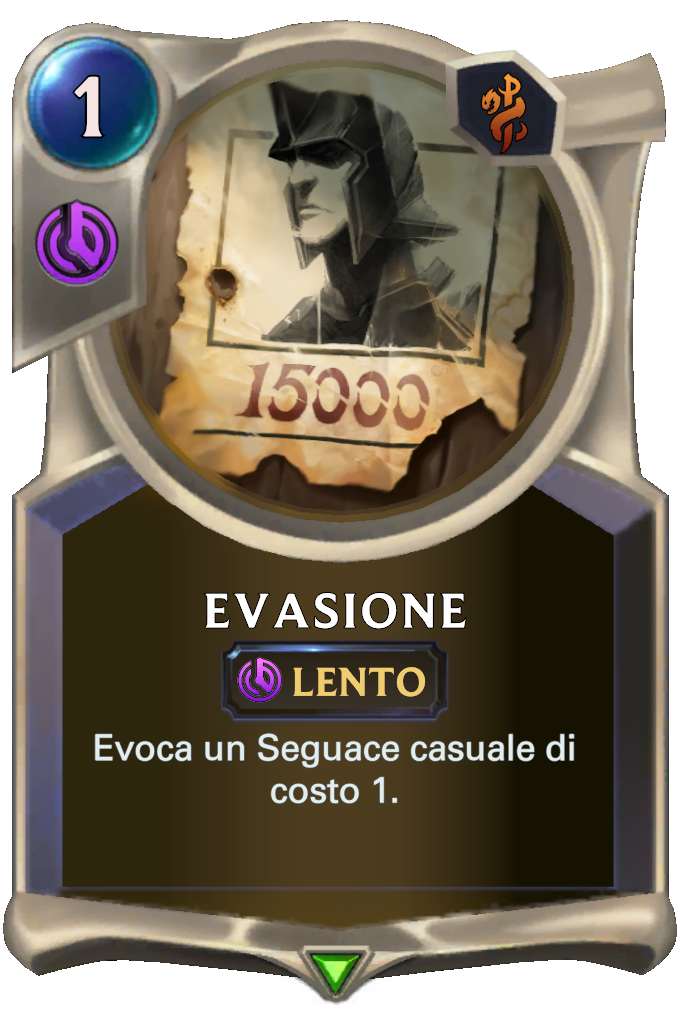 1
15000
EVASIONE
LENTO
Evoca un Seguace casuale di
costo 1.